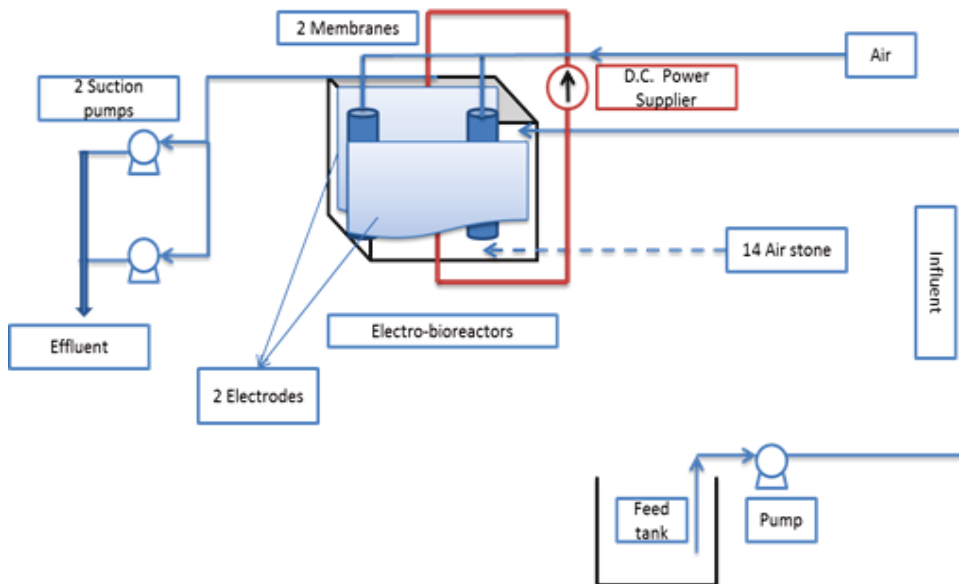 2 Membranes
Air
2 Suction
pumps
D.C. Power
Supplier
14 Air stone
Influent
Electro-bioreactors
Effluent
2 Electrodes
Feed
tank
Pump